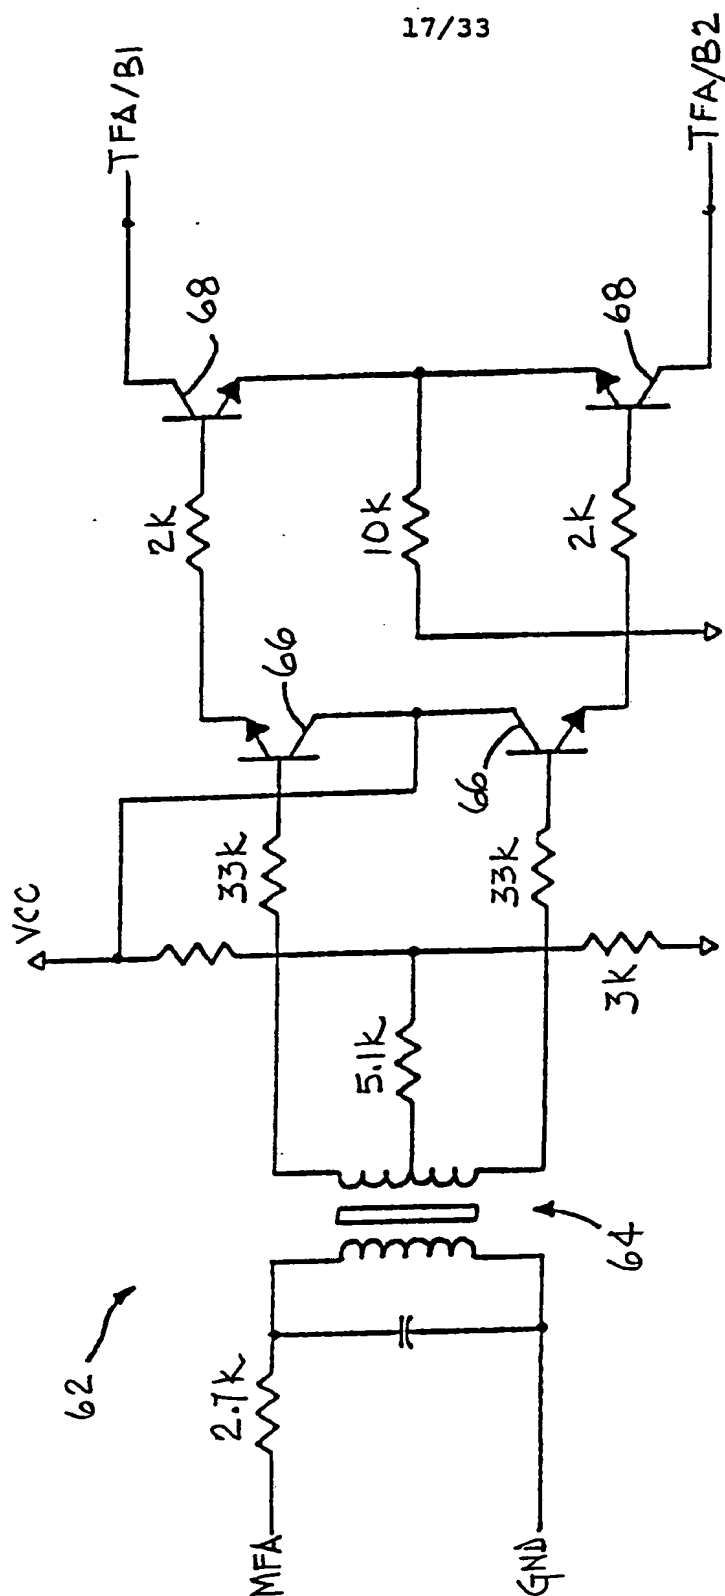 17/33
TFA/B1
68
2K
66
33K
VCC
10K
5.1K
TFA/B2
68
2K
66
33K
3K
64
62
2.7K
MFA
GND